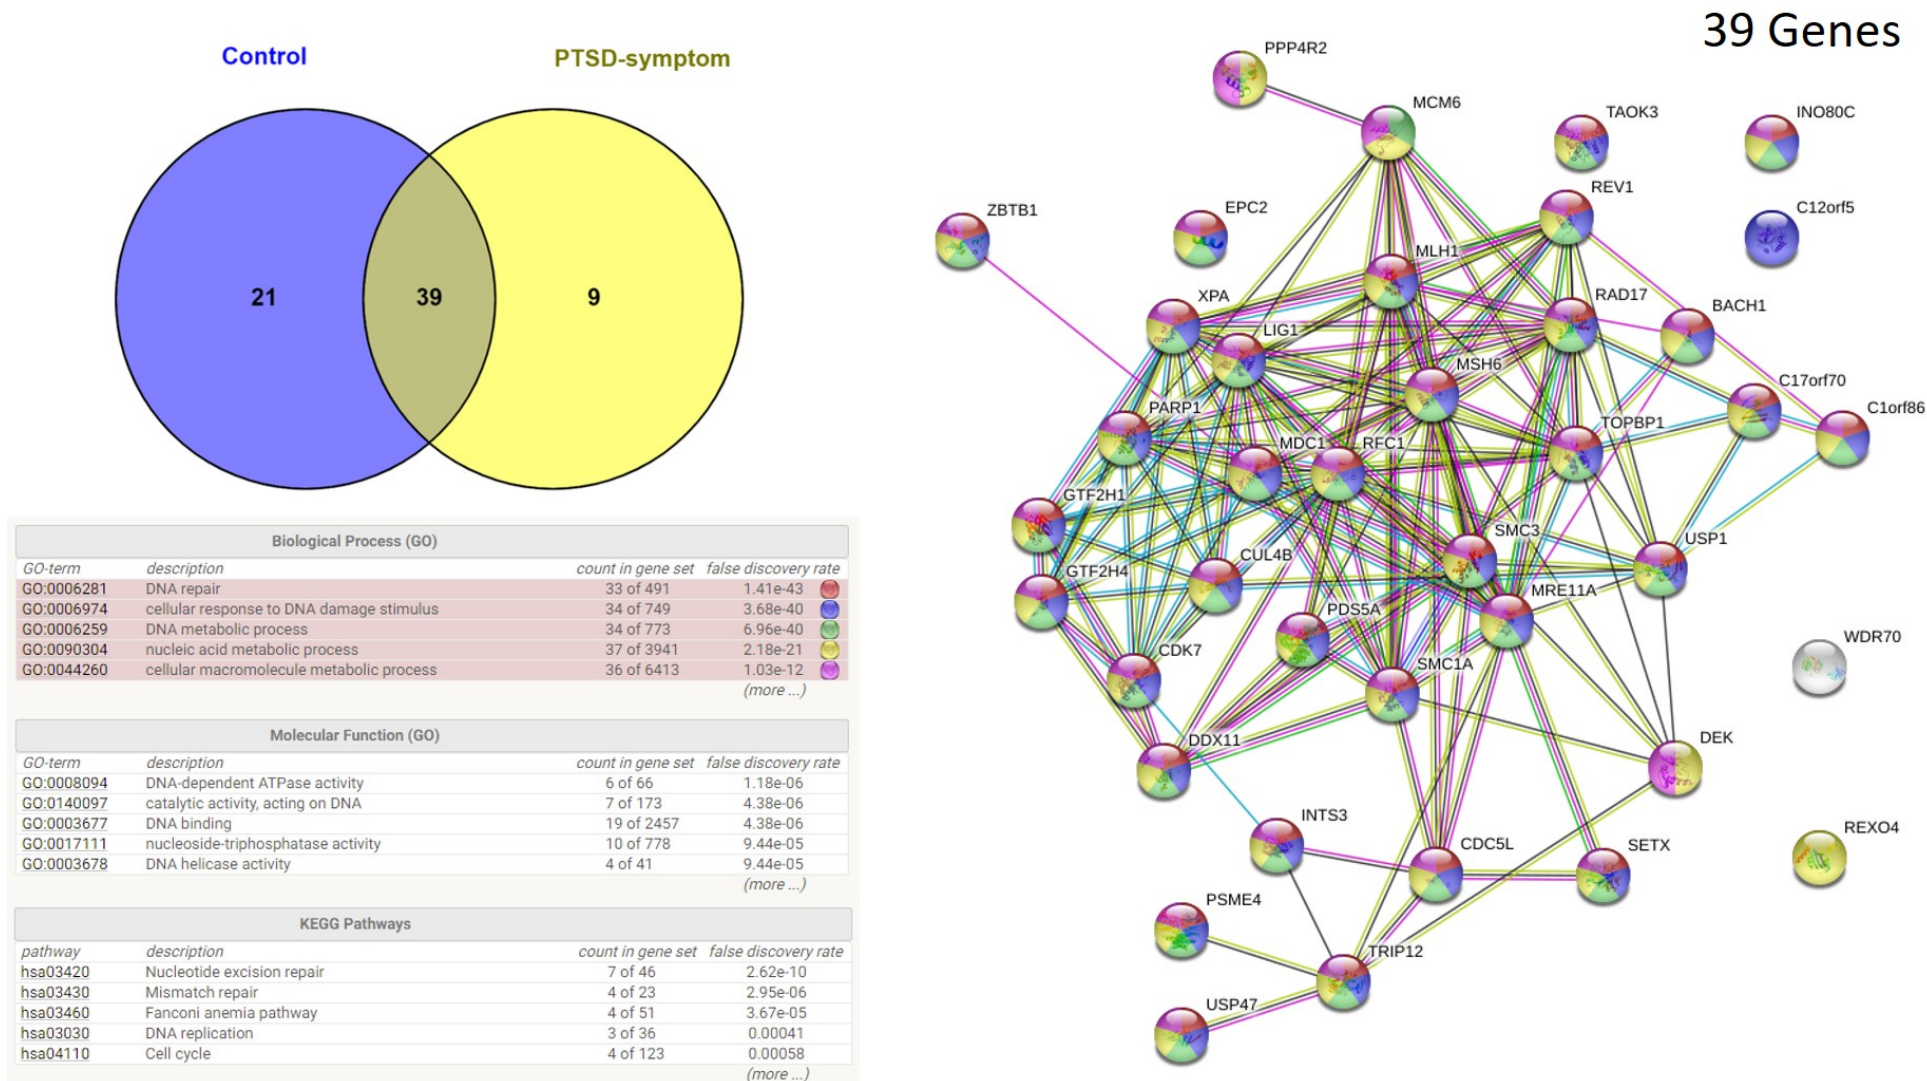 39 Genes
Control
PTSD-symptom
21
39
9
Biological Process (GO)
GO-term description count in gene set false discovery rate
GO:0006281 DNA repair 33 of 491 1.41e-43
GO:0006974 cellular response to DNA damage stimulus 34 of 749 3.68e-40
GO:0006259 DNA metabolic process 34 of 773 6.96e-40
GO:0090304 nucleic acid metabolic process 37 of 3941 2.18e-21
GO:0044260 cellular macromolecule metabolic process 36 of 6413 1.03e-12
(more ...)
Molecular Function (GO)
GO-term description count in gene set false discovery rate
GO:0008094 DNA-dependent ATPase activity 6 of 66 1.18e-06
GO:0140097 catalytic activity, acting on DNA 7 of 173 4.38e-06
GO:0003677 DNA binding 19 of 2457 4.38e-06
GO:0017111 nucleoside-triphosphatase activity 10 of 778 9.44e-05
GO:0003678 DNA helicase activity 4 of 41 9.44e-05
(more ...)
KEGG Pathways
pathway description count in gene set false discovery rate
hsa03420 Nucleotide excision repair 7 of 46 2.62e-10
hsa03430 Mismatch repair 4 of 23 2.95e-06
hsa03460 Fanconi anemia pathway 4 of 51 3.67e-05
hsa03030 DNA replication 3 of 36 0.00041
hsa04110 Cell cycle 4 of 123 0.00058
(more ...)
PPP4R2
MCM6
TAOK3
INO80C
REV1
ZBTB1
EPC2
C12orf5
MLH1
XPA
RAD17
BACH1
LIG1
MSH6
C17orf70
PARP1
C1orf86
TOPBP1
MDC1
RFC1
GTF2H1
SMC3
USP1
CUL4B
GTF2H4
MRE11A
PDS5A
WDR70
CDK7
SMC1A
DDX11
DEK
INTS3
REXO4
CDC5L
SETX
PSME4
TRIP12
USP47